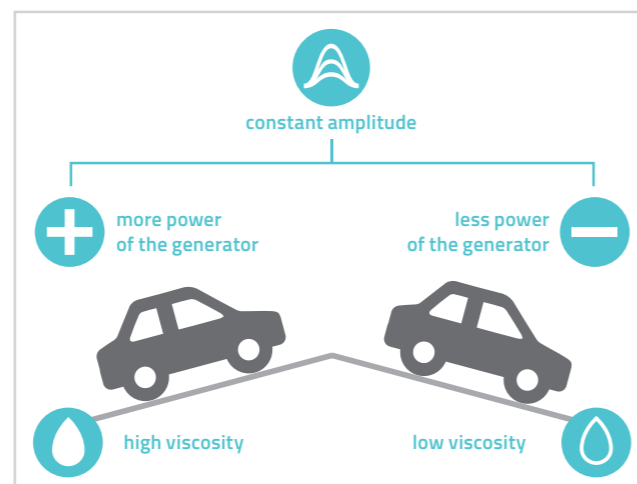 constant amplitude
more power
of the generator
less power
of the generator
high viscosity
low viscosity